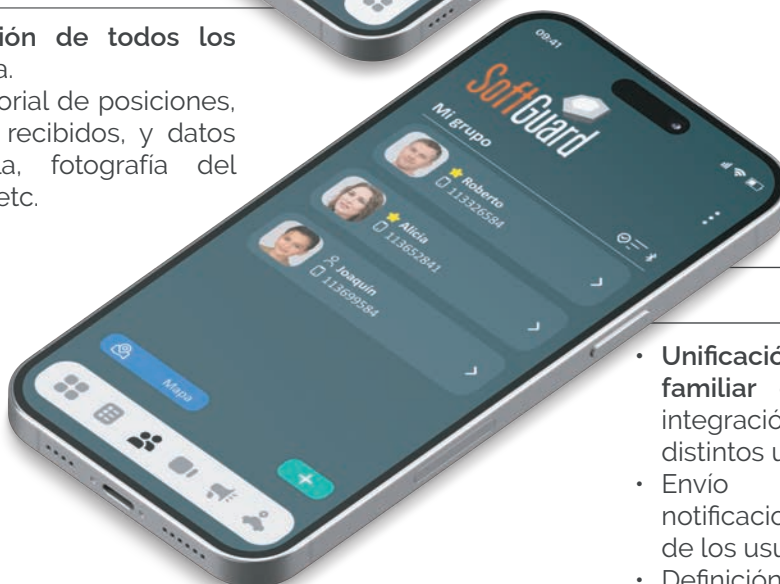 ión de todos los
a.
orial de posiciones,
recibidos, y datos
la, fotografía del
etc.
09:41
SoftGuard
Mi grupo
Roberto
113326584
Alicia
113652841
Joaquín
113699584
Mapa
+
• Unificació
familiar
integració
distintos u
• Envío
notificacio
de los usu
• Definición